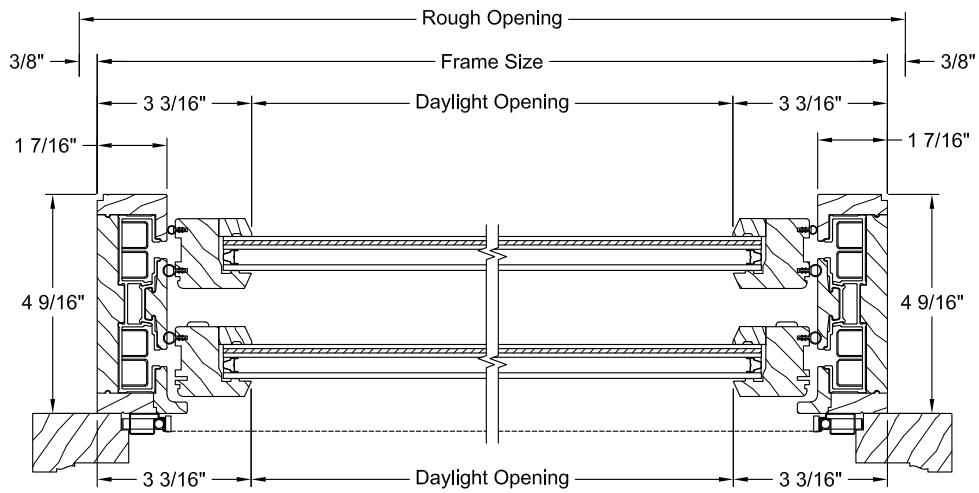 Rough Opening
3/8" Frame Size 3/8"
3 3/16" Daylight Opening 3 3/16"
1 7/16" 1 7/16"
4 9/16" 4 9/16"
3 3/16" Daylight Opening 3 3/16"